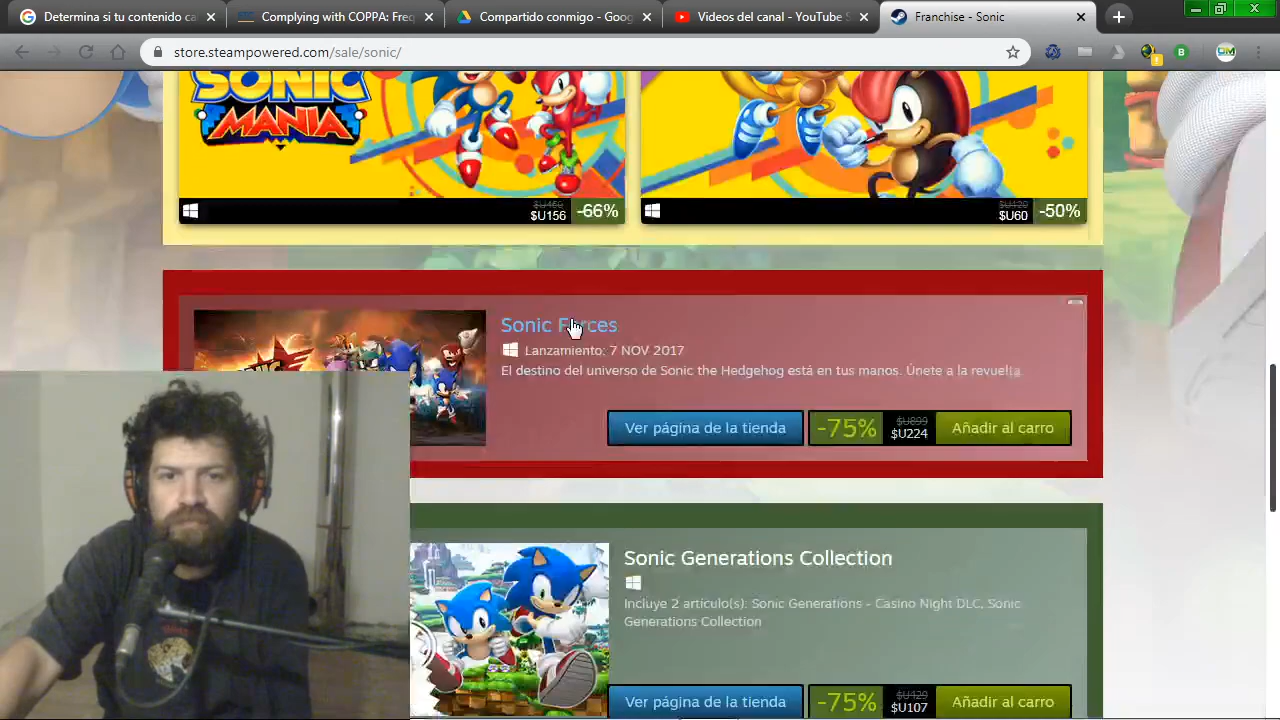 Determina si tu contenido ca
Complying with COPPA: Freq
Compartido conmigo - Goog
Videos del canal - YouTube S
Franchise - Sonic
store.steampowered.com/sale/sonic/
SONIC
MANIA
$U450
$U156
-66%
$U120
$U60
-50%
Sonic Forces
Lanzamiento: 7 NOV 2017
El destino del universo de Sonic the Hedgehog está en tus manos. Únete a la revuelta
Ver página de la tienda
-75%
$U899
$U224
Añadir al carro
Sonic Generations Collection
Incluye 2 artículo(s): Sonic Generations - Casino Night DLC, Sonic
Generations Collection
Ver página de la tienda
-75%
$U429
$U107
Añadir al carro